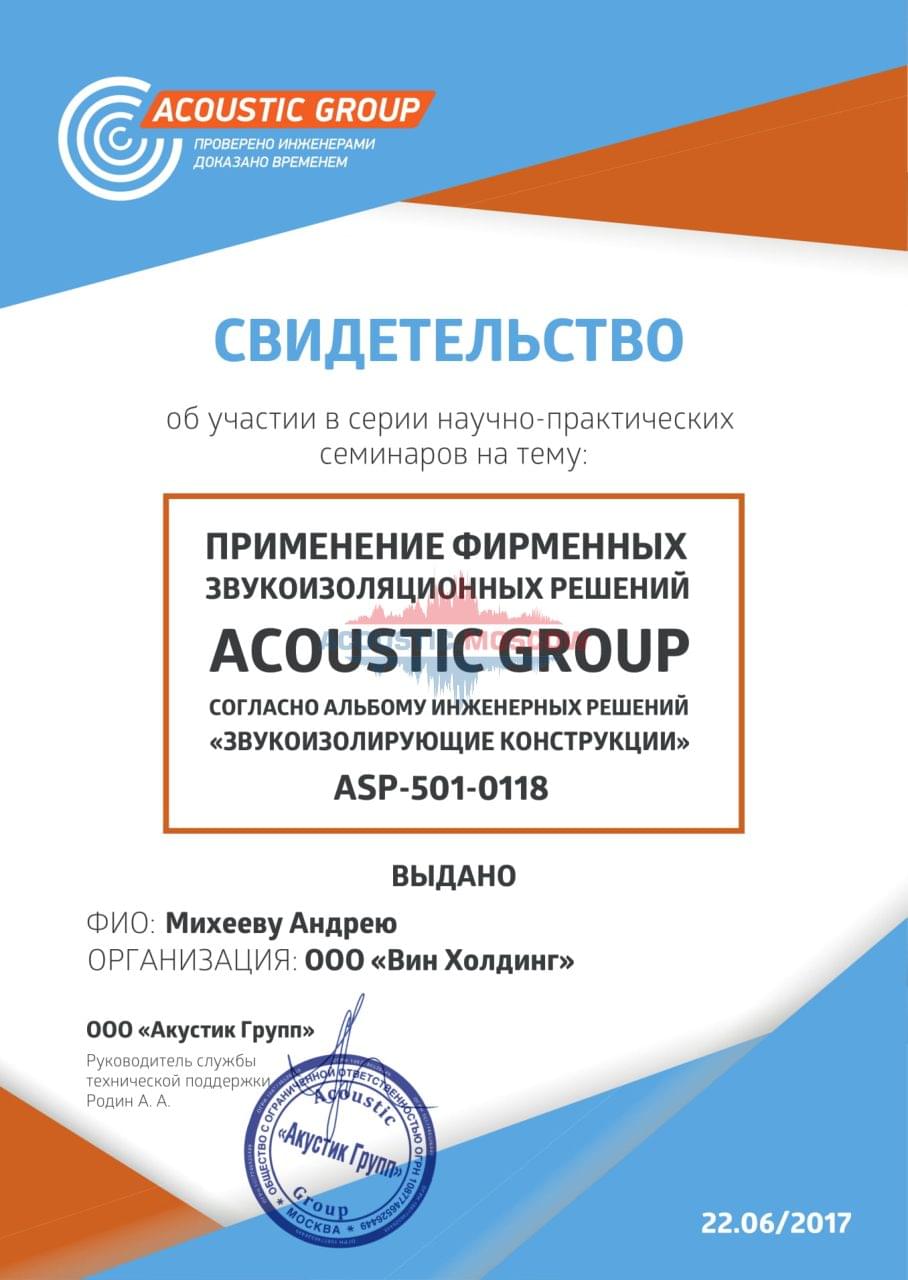 ACOUSTIC GROUP
ПРОВЕРЕНО ИНЖЕНЕРАМИ
ДОКАЗАНО ВРЕМЕНЕМ
СВИДЕТЕЛЬСТВО
об участии в серии научно-практических
семинаров на тему:
ПРИМЕНЕНИЕ ФИРМЕННЫХ
ЗВУКОИЗОЛЯЦИОННЫХ РЕШЕНИЙ
ACOUSTIC GROUP
ACOUSTIC MOSCOW
СОГЛАСНО АЛЬБОМУ ИНЖЕНЕРНЫХ РЕШЕНИЙ
«ЗВУКОИЗОЛИРУЮЩИЕ КОНСТРУКЦИИ»
ASP-501-0118
ВЫДАНО
ФИО: Михееву Андрею
ОРГАНИЗАЦИЯ: ООО «Вин Холдинг»
ООО «Акустик Групп»
Руководитель службы
технической поддержки
Родин А. А.
ОБЩЕСТВО С ОГРАНИЧЕННОЙ ОТВЕТСТВЕННОСТЬЮ ОГРН 1087746526449
* МОСКВА *
Acoustic
«Акустик Групп»
Group
22.06/2017